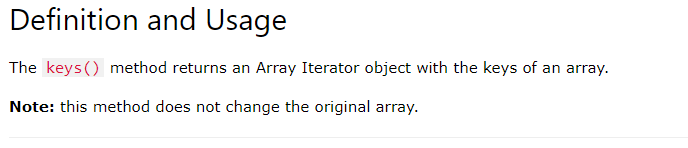 Definition and Usage
The keys() method returns an Array Iterator object with the keys of an array.
Note: this method does not change the original array.